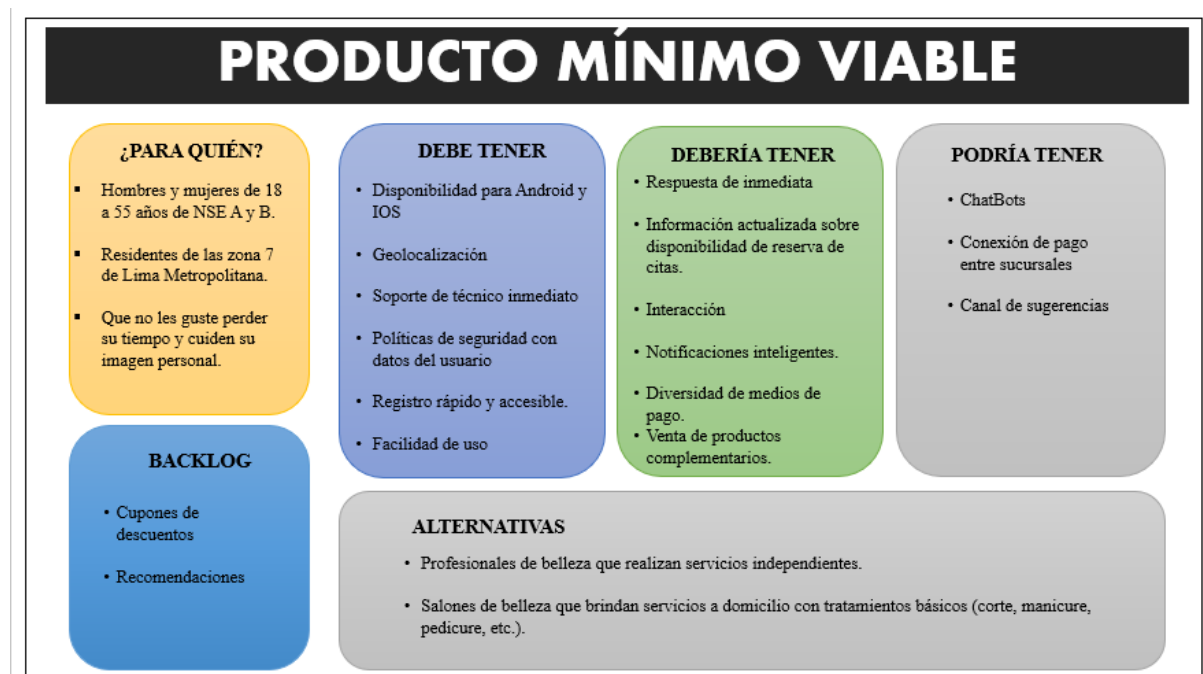 PRODUCTO MÍNIMO VIABLE
¿PARA QUIÉN?
▪ Hombres y mujeres de 18
a 55 años de NSE A y B.
▪ Residentes de las zona 7
de Lima Metropolitana.
▪ Que no les guste perder
su tiempo y cuiden su
imagen personal.
DEBE TENER
• Disponibilidad para Android y
IOS
• Geolocalización
• Soporte de técnico inmediato
• Políticas de seguridad con
datos del usuario
• Registro rápido y accesible.
• Facilidad de uso
DEBERÍA TENER
• Respuesta de inmediata
• Información actualizada sobre
disponibilidad de reserva de
citas.
• Interacción
• Notificaciones inteligentes.
• Diversidad de medios de
pago.
• Venta de productos
complementarios.
PODRÍA TENER
• ChatBots
• Conexión de pago
entre sucursales
• Canal de sugerencias
BACKLOG
• Cupones de
descuentos
• Recomendaciones
ALTERNATIVAS
• Profesionales de belleza que realizan servicios independientes.
• Salones de belleza que brindan servicios a domicilio con tratamientos básicos (corte, manicure,
pedicure, etc.).